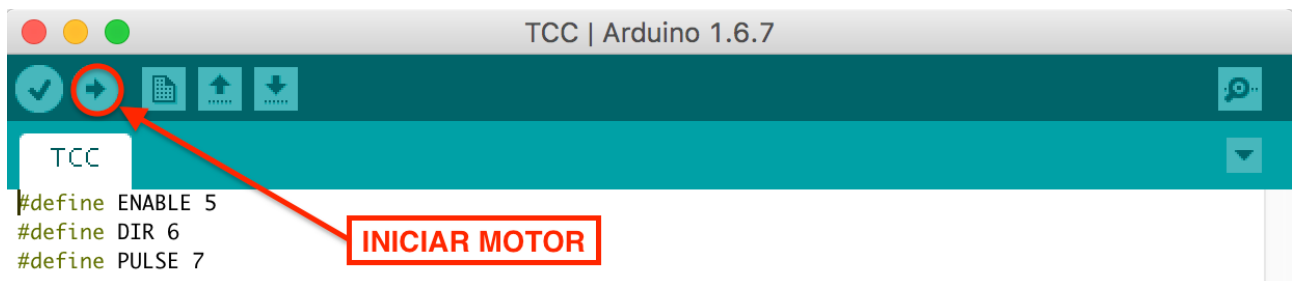 TCC | Arduino 1.6.7
TCC
#define ENABLE 5
#define DIR 6
INICIAR MOTOR
#define PULSE 7